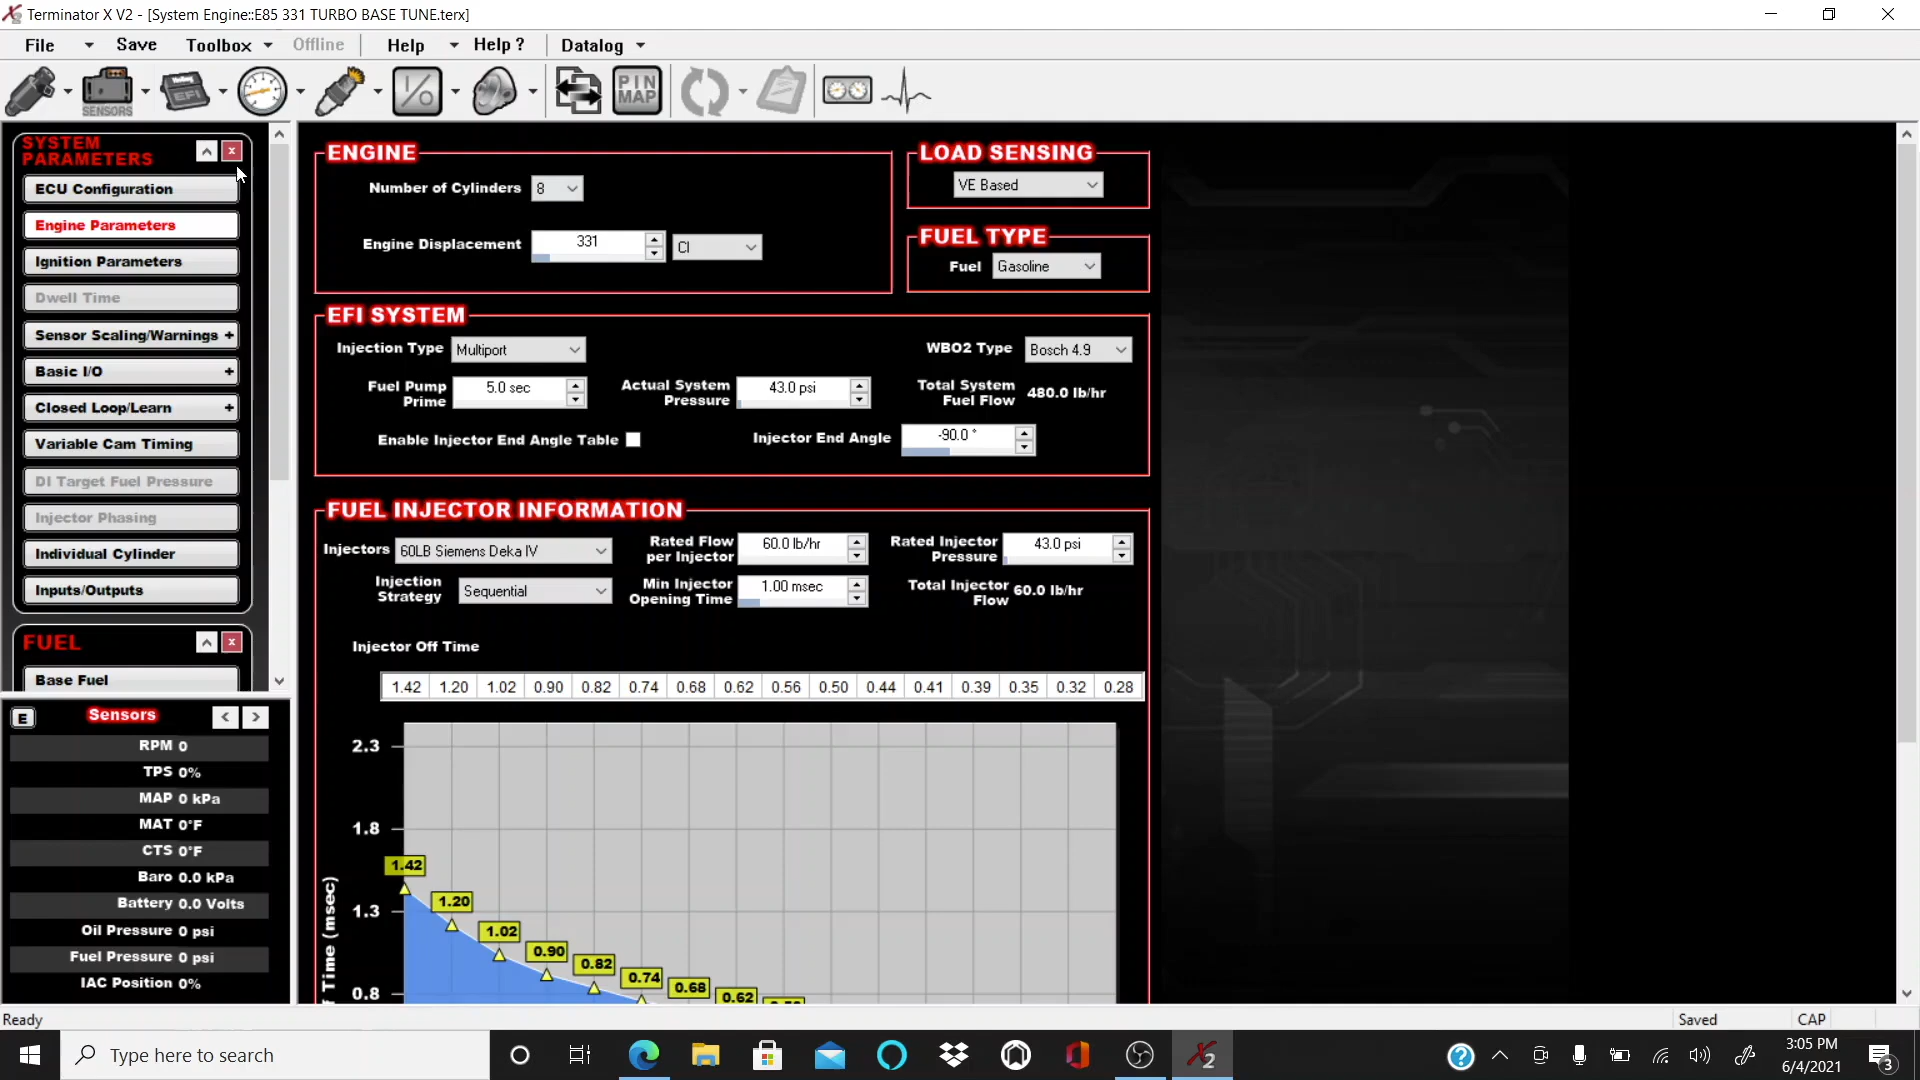 Terminator X V2 - [System Engine::E85 331 TURBO BASE TUNE.terx]
File Save Toolbox Offline Help Help ? Datalog
SENSORS EFI I/O PIN MAP
SYSTEM
PARAMETERS
ECU Configuration
Engine Parameters
Ignition Parameters
Dwell Time
Sensor Scaling/Warnings +
Basic I/O +
Closed Loop/Learn +
Variable Cam Timing
DI Target Fuel Pressure
Injector Phasing
Individual Cylinder
Inputs/Outputs
FUEL
Base Fuel
E Sensors < >
RPM 0
TPS 0%
MAP 0 kPa
MAT 0°F
CTS 0°F
Baro 0.0 kPa
Battery 0.0 Volts
Oil Pressure 0 psi
Fuel Pressure 0 psi
IAC Position 0%
ENGINE
Number of Cylinders 8
Engine Displacement 331 CI
LOAD SENSING
VE Based
FUEL TYPE
Fuel Gasoline
EFI SYSTEM
Injection Type Multiport
WBO2 Type Bosch 4.9
Fuel Pump
Prime 5.0 sec
Actual System
Pressure 43.0 psi
Total System
Fuel Flow 480.0 lb/hr
Enable Injector End Angle Table
Injector End Angle -90.0 °
FUEL INJECTOR INFORMATION
Injectors 60LB Siemens Deka IV
Rated Flow
per Injector 60.0 lb/hr
Rated Injector
Pressure 43.0 psi
Injection
Strategy Sequential
Min Injector
Opening Time 1.00 msec
Total Injector
Flow 60.0 lb/hr
Injector Off Time
1.42 1.20 1.02 0.90 0.82 0.74 0.68 0.62 0.56 0.50 0.44 0.41 0.39 0.35 0.32 0.28
2.3
1.8
1.3
0.8
Time (msec)
1.42
1.20
1.02
0.90
0.82
0.74
0.68
0.62
Ready Saved CAP
Type here to search
3:05 PM
6/4/2021
3